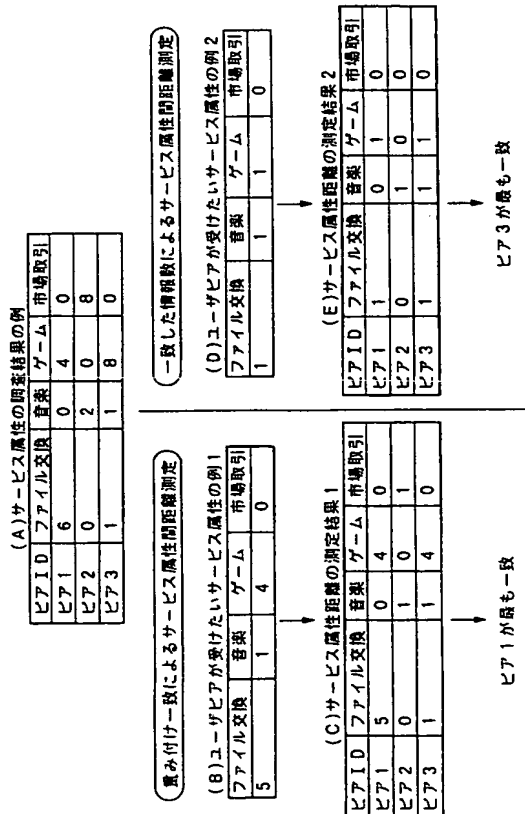 (A)サービス属性の調査結果の例
ピアID ファイル交換 音楽 ゲーム 市場取引
ピア1 6 0 4 0
ピア2 0 2 0 8
ピア3 1 1 8 0
重み付け一致によるサービス属性間距離測定
(B)ユーザピアが受けたいサービス属性の例1
ファイル交換 音楽 ゲーム 市場取引
5 1 4 0
(C)サービス属性距離の測定結果1
ピアID ファイル交換 音楽 ゲーム 市場取引
ピア1 5 0 4 0
ピア2 0 1 0 1
ピア3 1 1 4 0
ピア1が最も一致
一致した情報数によるサービス属性間距離測定
(D)ユーザピアが受けたいサービス属性の例2
ファイル交換 音楽 ゲーム 市場取引
1 1 1 0
(E)サービス属性距離の測定結果2
ピアID ファイル交換 音楽 ゲーム 市場取引
ピア1 1 0 1 0
ピア2 0 1 0 0
ピア3 1 1 1 0
ピア3が最も一致